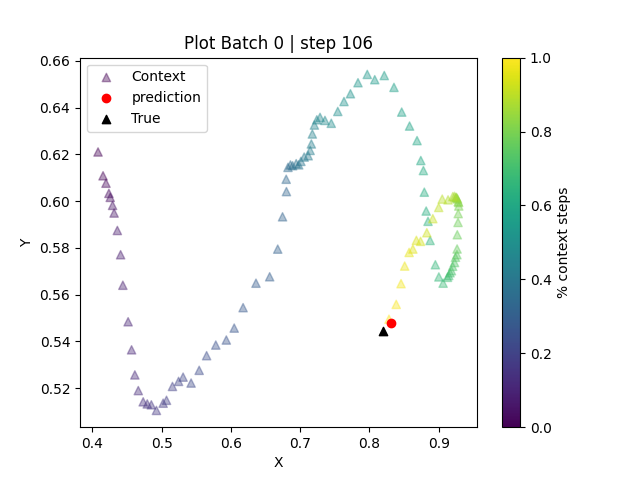 Plot Batch 0 | step 106
Context
prediction
True
0.66
0.64
0.62
0.60
0.58
0.56
0.54
0.52
Y
0.4 0.5 0.6 0.7 0.8 0.9
X
1.0
0.8
0.6
0.4
0.2
0.0
% context steps